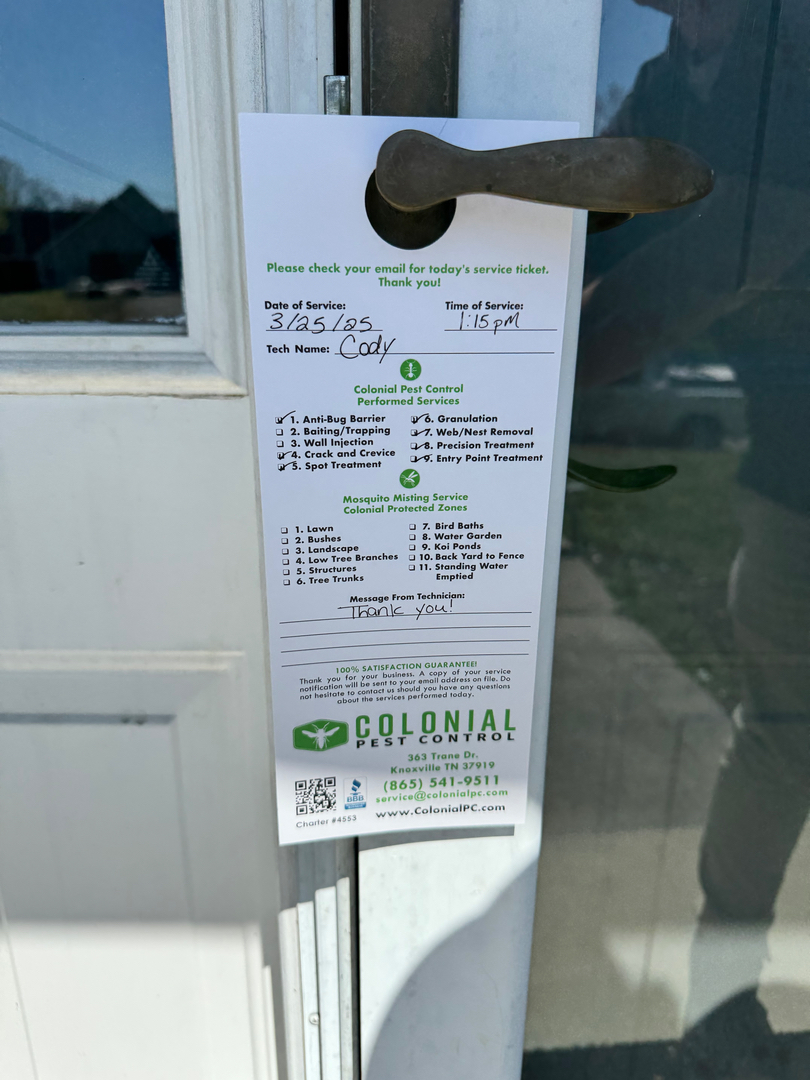 Please check your email for today's service ticket.
Thank you!
Date of Service: Time of Service:
3/25/25 1:15pm
Tech Name: Cody
Colonial Pest Control
Performed Services
1. Anti-Bug Barrier
2. Baiting/Trapping
3. Wall Injection
4. Crack and Crevice
5. Spot Treatment
6. Granulation
7. Web/Nest Removal
8. Precision Treatment
9. Entry Point Treatment
Mosquito Misting Service
Colonial Protected Zones
1. Lawn
2. Bushes
3. Landscape
4. Low Tree Branches
5. Structures
6. Tree Trunks
7. Bird Baths
8. Water Garden
9. Koi Ponds
10. Back Yard to Fence
11. Standing Water
Emptied
Message From Technician:
Thank you!
100% SATISFACTION GUARANTEE!
Thank you for your business. A copy of your service
notification will be sent to your email address on file. Do
not hesitate to contact us should you have any questions
about the services performed today.
COLONIAL
PEST CONTROL
363 Trane Dr.
Knoxville TN 37919
(865) 541-9511
service@colonialpc.com
www.ColonialPC.com
BBB
Charter #4553